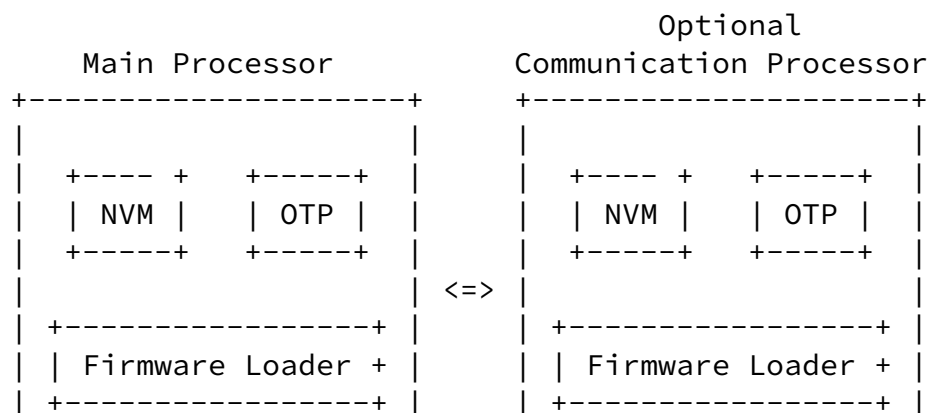 Optional
    Main Processor          Communication Processor
+---------------------+     +---------------------+
|                     |     |                     |
|  +---- +   +-----+  |     |  +---- +   +-----+  |
|  | NVM |   | OTP |  |     |  | NVM |   | OTP |  |
|  +-----+   +-----+  |     |  +-----+   +-----+  |
|                     | <=> |                     |
| +-----------------+ |     | +-----------------+ |
| | Firmware Loader + |     | | Firmware Loader + |
| +-----------------+ |     | +-----------------+ |